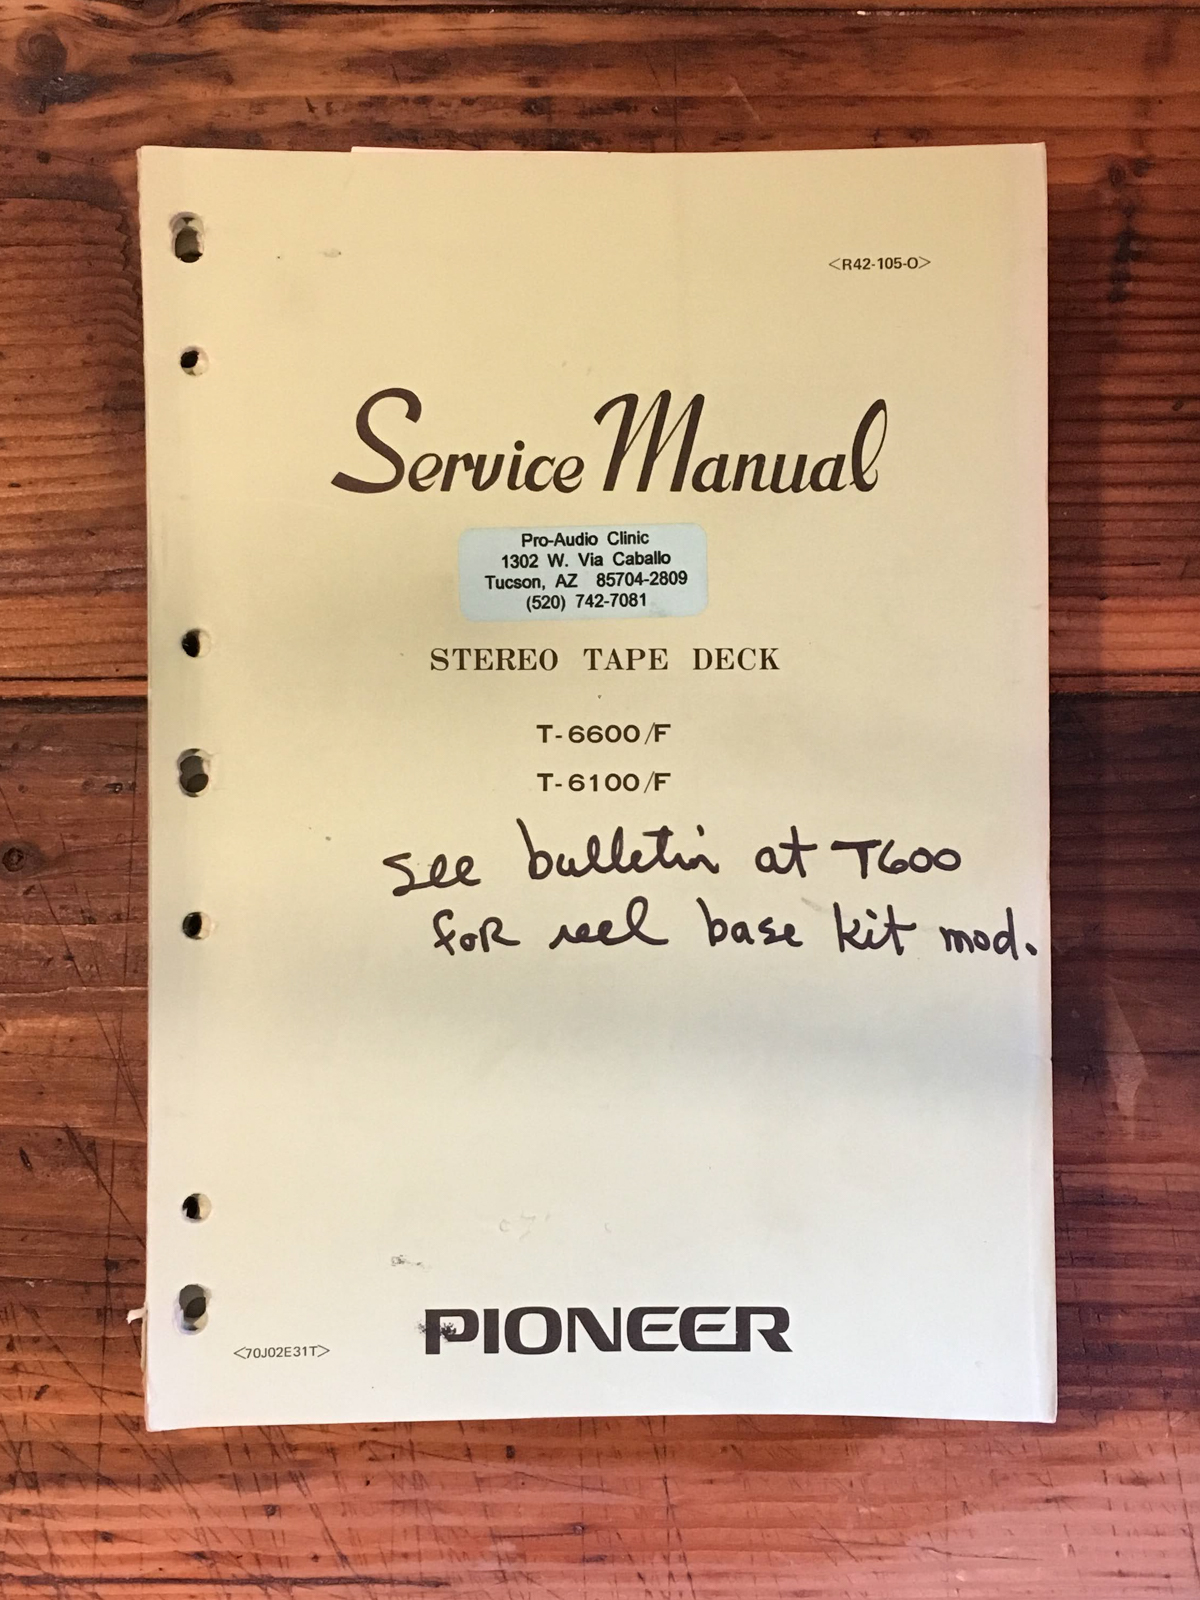 <R42-105-O>
Service Manual
Pro-Audio Clinic
1302 W. Via Caballo
Tucson, AZ 85704-2809
(520) 742-7081
STEREO TAPE DECK
T-6600/F
T-6100/F
See bulletin at T600
for reel base kit mod.
PIONEER
<70J02E31T>